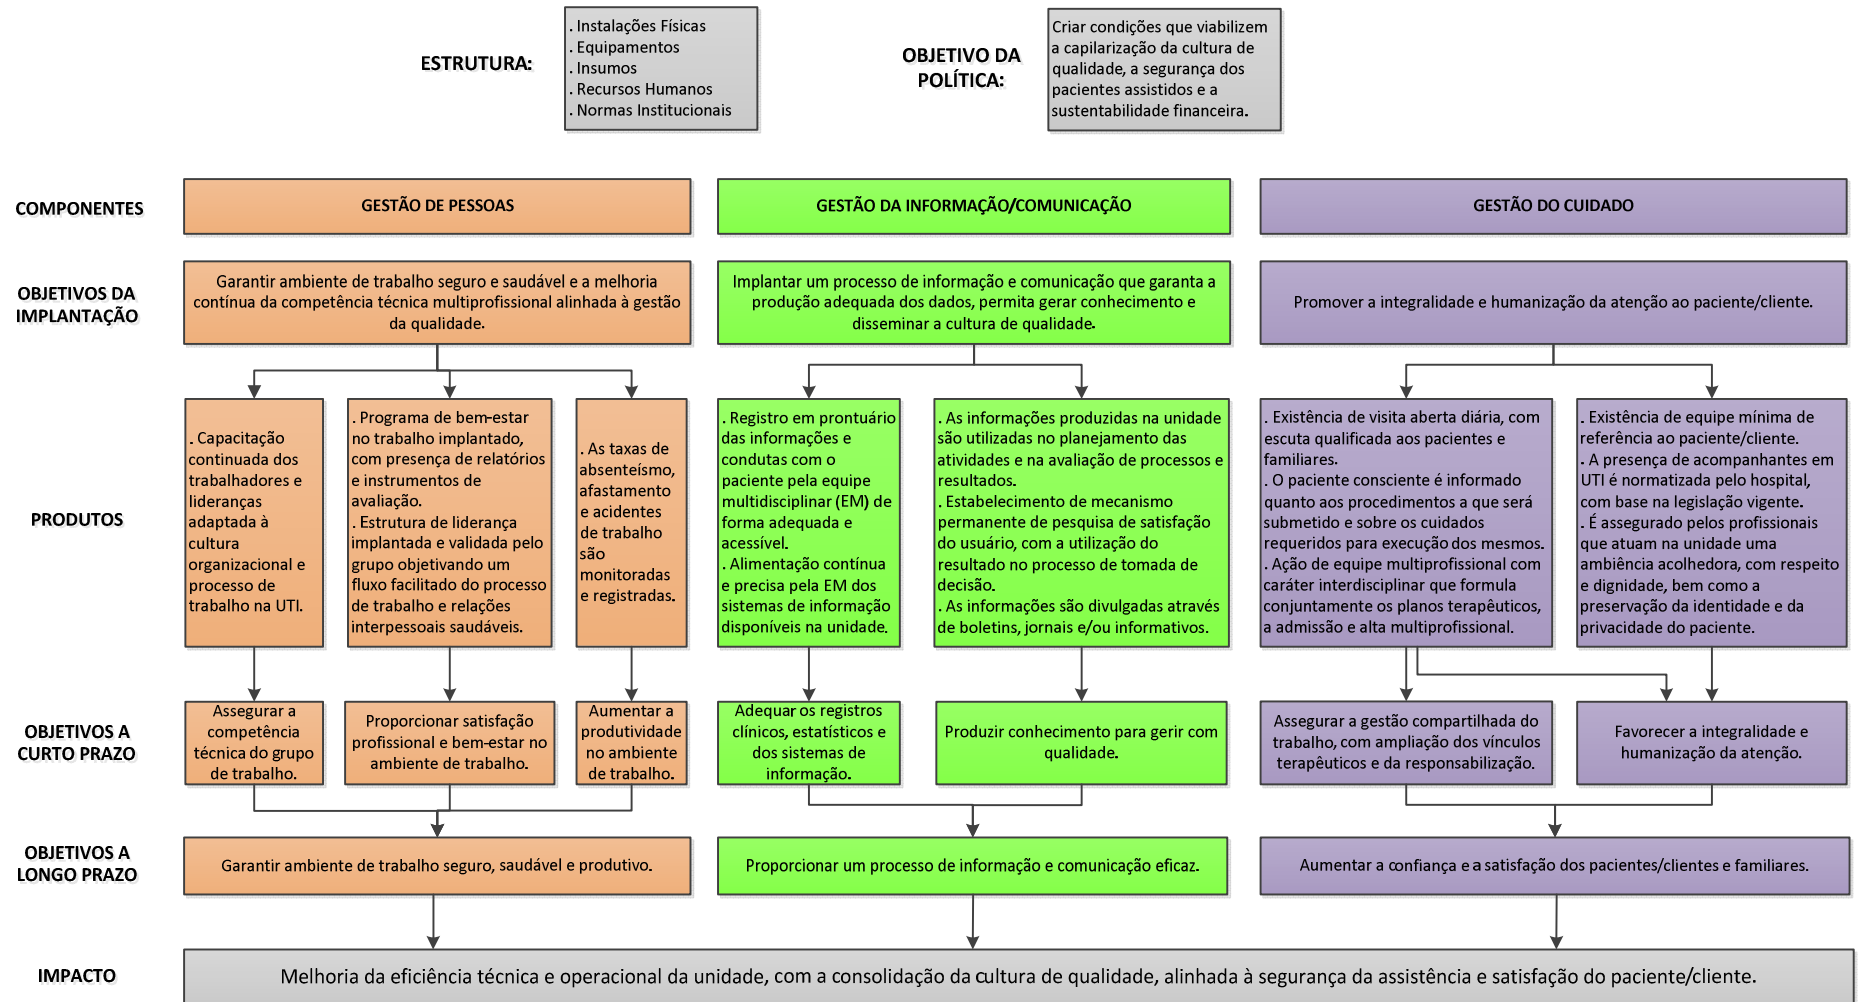 ESTRUTURA:
. Instalações Físicas
. Equipamentos
. Insumos
. Recursos Humanos
. Normas Institucionais
OBJETIVO DA
POLÍTICA:
Criar condições que viabilizem
a capilarização da cultura de
qualidade, a segurança dos
pacientes assistidos e a
sustentabilidade financeira.
COMPONENTES
GESTÃO DE PESSOAS
GESTÃO DA INFORMAÇÃO/COMUNICAÇÃO
GESTÃO DO CUIDADO
OBJETIVOS DA
IMPLANTAÇÃO
Garantir ambiente de trabalho seguro e saudável e a melhoria
contínua da competência técnica multiprofissional alinhada à gestão
da qualidade.
Implantar um processo de informação e comunicação que garanta a
produção adequada dos dados, permita gerar conhecimento e
disseminar a cultura de qualidade.
Promover a integralidade e humanização da atenção ao paciente/cliente.
PRODUTOS
. Capacitação
continuada dos
trabalhadores e
lideranças
adaptada à
cultura
organizacional e
processo de
trabalho na UTI.
. Programa de bem-estar
no trabalho implantado,
com presença de relatórios
e instrumentos de
avaliação.
. Estrutura de liderança
implantada e validada pelo
grupo objetivando um
fluxo facilitado do processo
de trabalho e relações
interpessoais saudáveis.
. As taxas de
absenteísmo,
afastamento
e acidentes
de trabalho
são
monitoradas
e registradas.
. Registro em prontuário
das informações e
condutas com o
paciente pela equipe
multidisciplinar (EM) de
forma adequada e
acessível.
. Alimentação contínua
e precisa pela EM dos
sistemas de informação
disponíveis na unidade.
. As informações produzidas na unidade
são utilizadas no planejamento das
atividades e na avaliação de processos e
resultados.
. Estabelecimento de mecanismo
permanente de pesquisa de satisfação
do usuário, com a utilização do
resultado no processo de tomada de
decisão.
. As informações são divulgadas através
de boletins, jornais e/ou informativos.
. Existência de visita aberta diária, com
escuta qualificada aos pacientes e
familiares.
. O paciente consciente é informado
quanto aos procedimentos a que será
submetido e sobre os cuidados
requeridos para execução dos mesmos.
. Ação de equipe multiprofissional com
caráter interdisciplinar que formula
conjuntamente os planos terapêuticos,
a admissão e alta multiprofissional.
. Existência de equipe mínima de
referência ao paciente/cliente.
. A presença de acompanhantes em
UTI é normatizada pelo hospital,
com base na legislação vigente.
. É assegurado pelos profissionais
que atuam na unidade uma
ambiência acolhedora, com respeito
e dignidade, bem como a
preservação da identidade e da
privacidade do paciente.
OBJETIVOS A
CURTO PRAZO
Assegurar a
competência
técnica do grupo
de trabalho.
Proporcionar satisfação
profissional e bem-estar no
ambiente de trabalho.
Aumentar a
produtividade
no ambiente
de trabalho.
Adequar os registros
clínicos, estatísticos e
dos sistemas de
informação.
Produzir conhecimento para gerir com
qualidade.
Assegurar a gestão compartilhada do
trabalho, com ampliação dos vínculos
terapêuticos e da responsabilização.
Favorecer a integralidade e
humanização da atenção.
OBJETIVOS A
LONGO PRAZO
Garantir ambiente de trabalho seguro, saudável e produtivo.
Proporcionar um processo de informação e comunicação eficaz.
Aumentar a confiança e a satisfação dos pacientes/clientes e familiares.
IMPACTO
Melhoria da eficiência técnica e operacional da unidade, com a consolidação da cultura de qualidade, alinhada à segurança da assistência e satisfação do paciente/cliente.